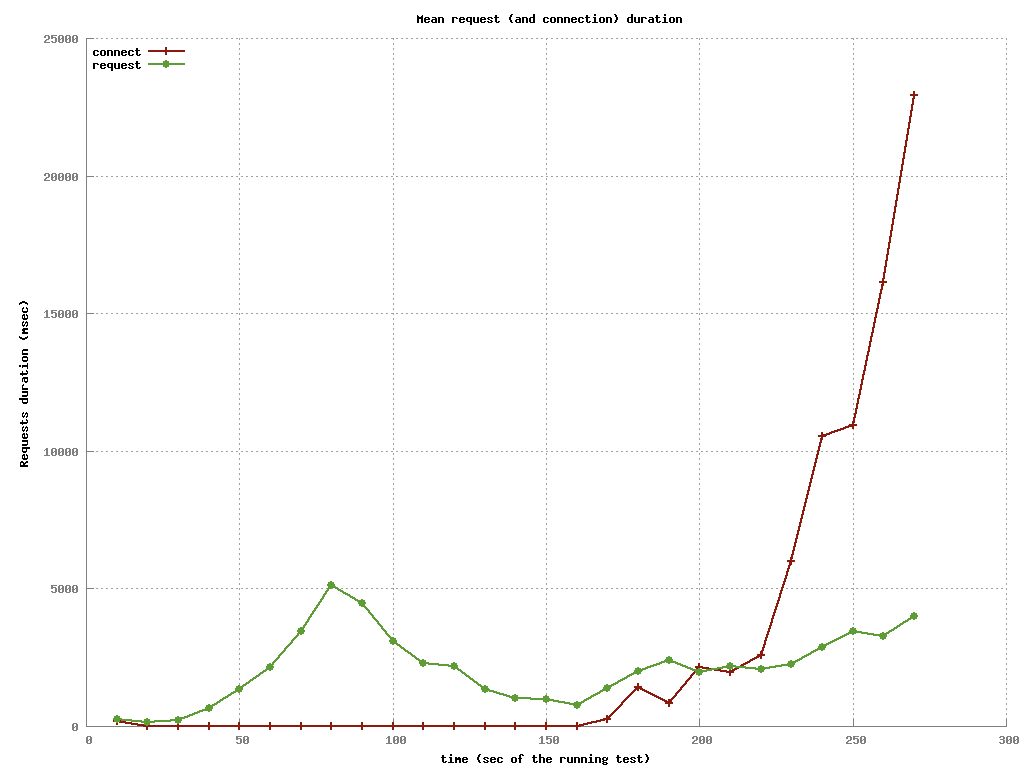 Mean request (and connection) duration
25000
connect
request
20000
15000
Requests duration (msec)
10000
5000
0
0 50 100 150 200 250 300
time (sec of the running test)